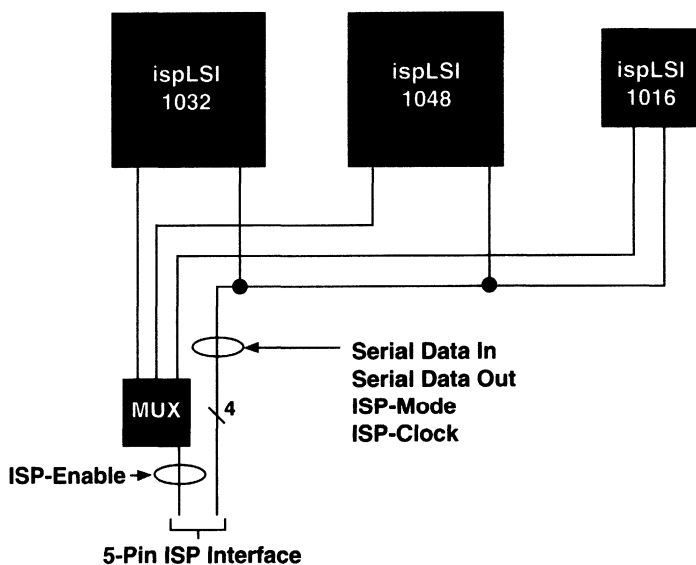 ispLSI
1032
ispLSI
1048
ispLSI
1016
Serial Data In
Serial Data Out
ISP-Mode
ISP-Clock
MUX
4
ISP-Enable
5-Pin ISP Interface